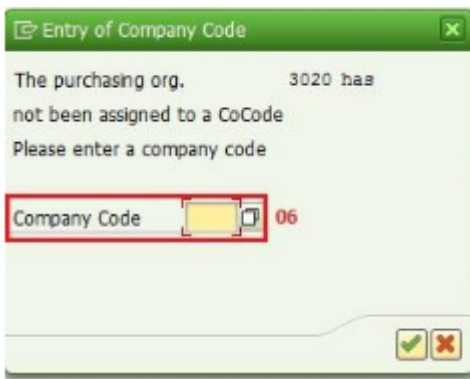 Entry of Company Code
The purchasing org. 3020 has
not been assigned to a CoCode
Please enter a company code
Company Code 06